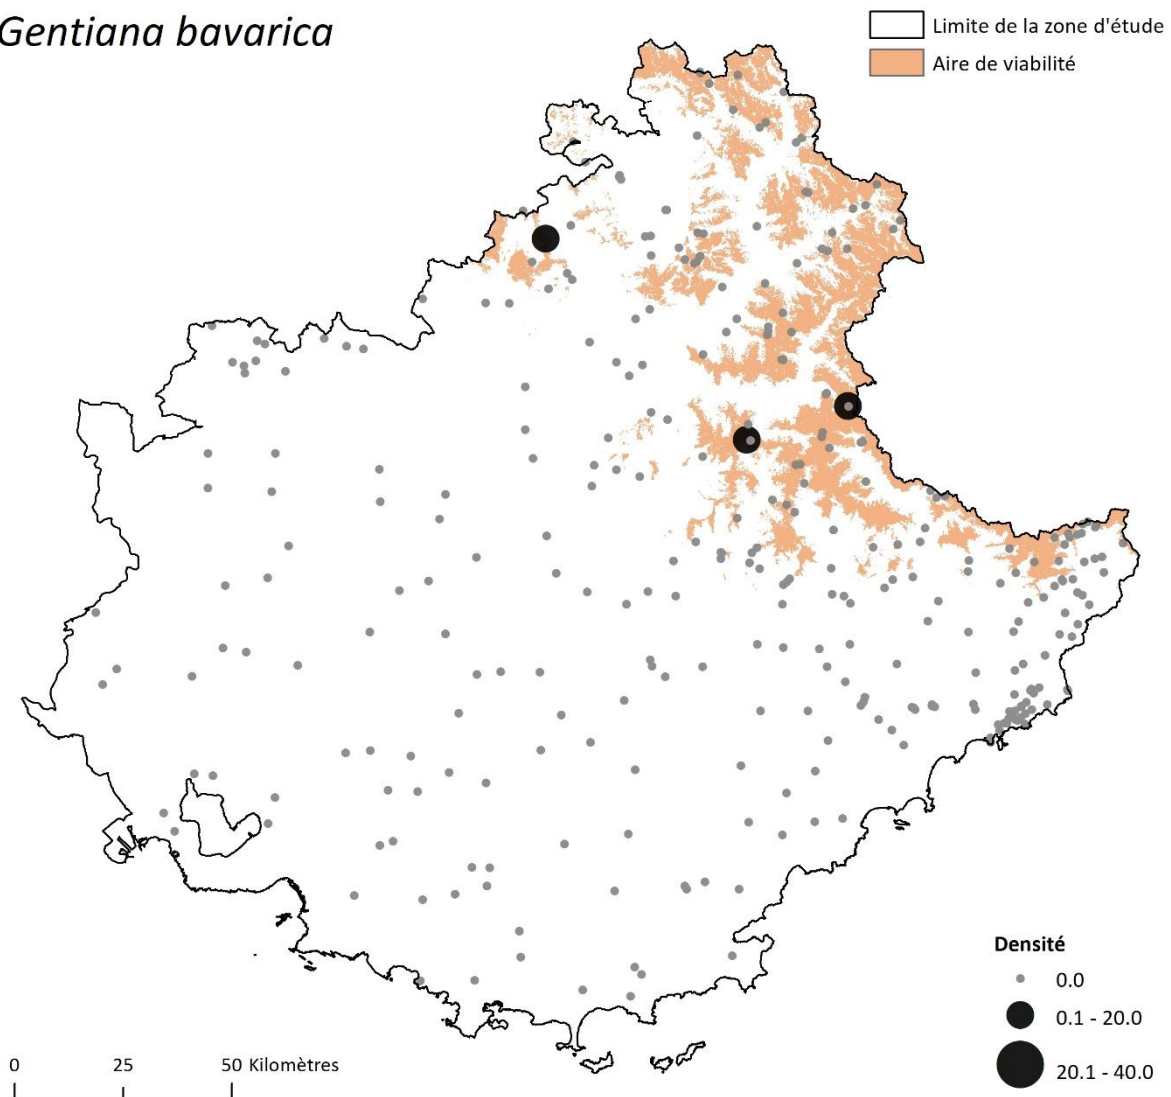 Gentiana bavarica
Limite de la zone d'étude
Aire de viabilité
Densité
0.0
0.1 - 20.0
20.1 - 40.0
0 25 50 Kilomètres